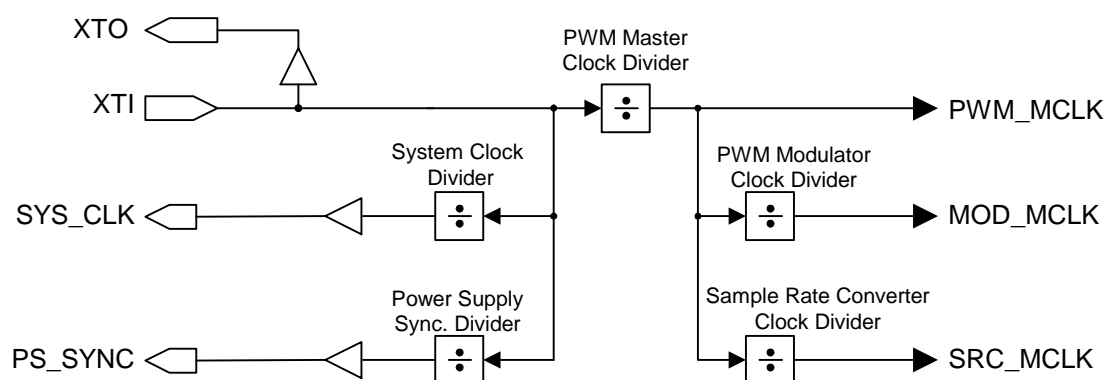 XTO
PWM Master
Clock Divider
XTI
÷
PWM_MCLK
System Clock
Divider
PWM Modulator
Clock Divider
SYS_CLK
÷
÷
MOD_MCLK
Power Supply
Sync. Divider
Sample Rate Converter
Clock Divider
PS_SYNC
÷
÷
SRC_MCLK